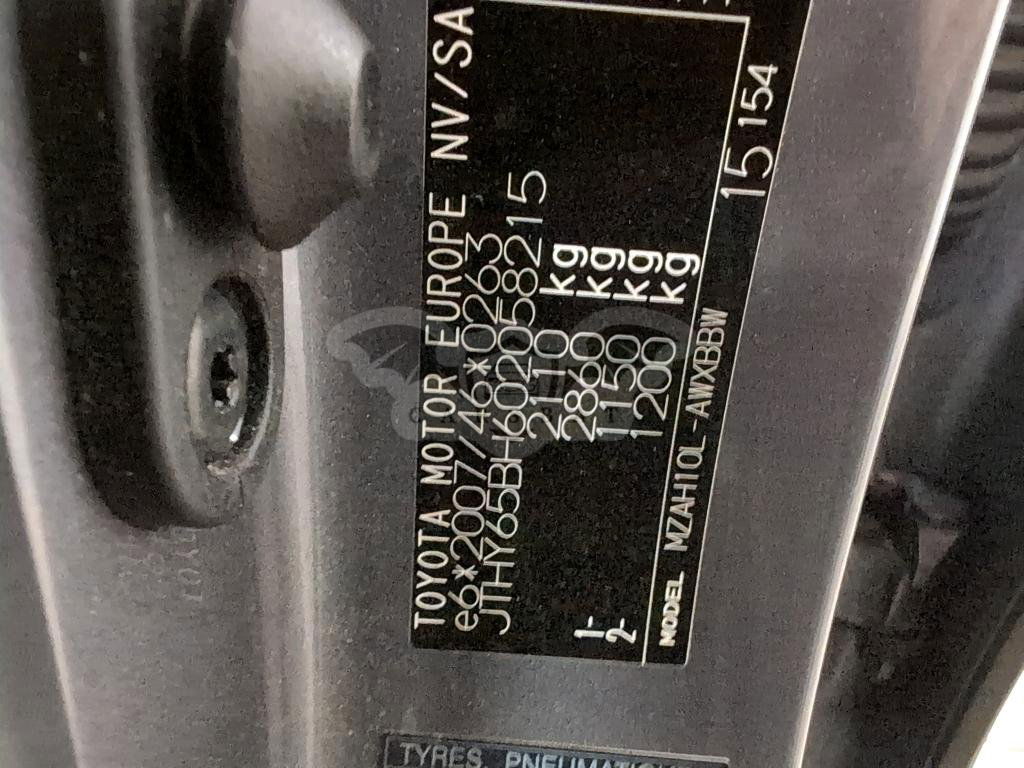 TOYOTA MOTOR EUROPE NV/SA
e6*2007/46*0263
JTHY65BH602058215
2110 kg
2860 kg
1- 1150 kg
2- 1200 kg
MODEL MZAH10L-AWXBBW
15 154
TYRES